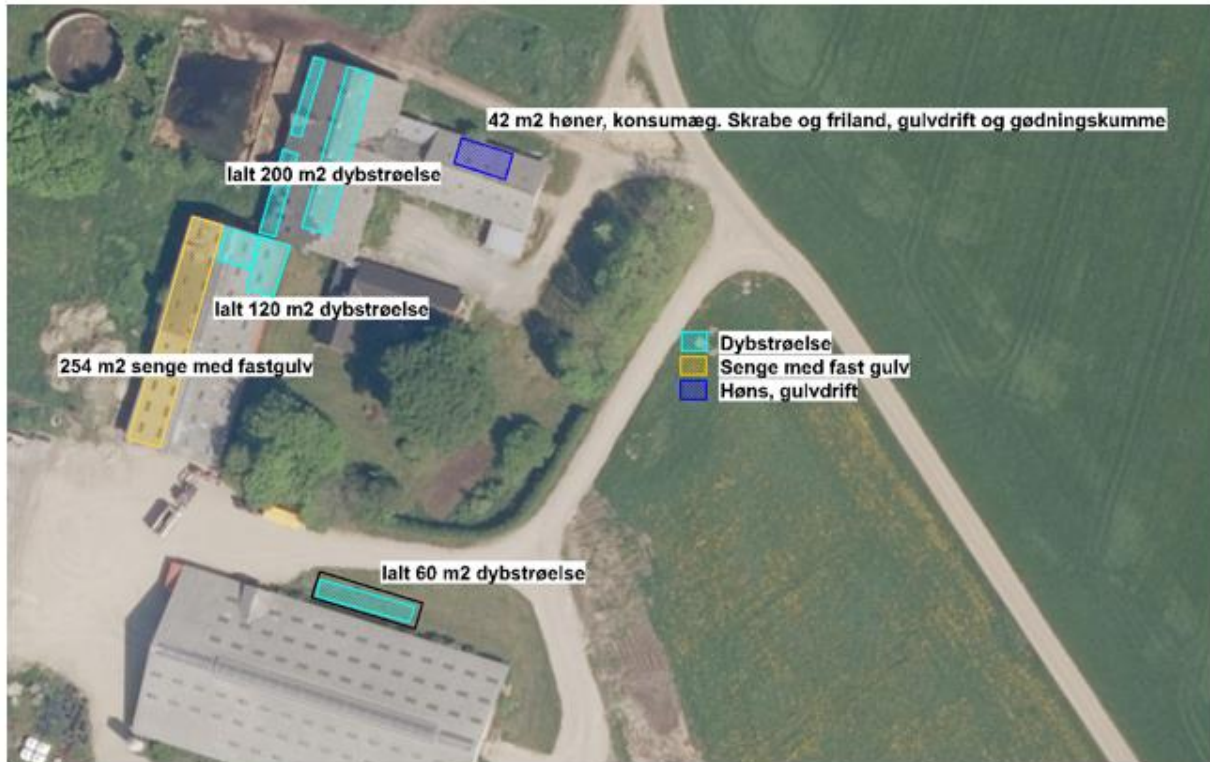 42 m2 høner, konsumæg. Skrabe og friland, gulvdrift og gødningskumme
Ialt 200 m2 dybstrøelse
Ialt 120 m2 dybstrøelse
254 m2 senge med fastgulv
Dybstrøelse
Senge med fast gulv
Høns, gulvdrift
Ialt 60 m2 dybstrøelse